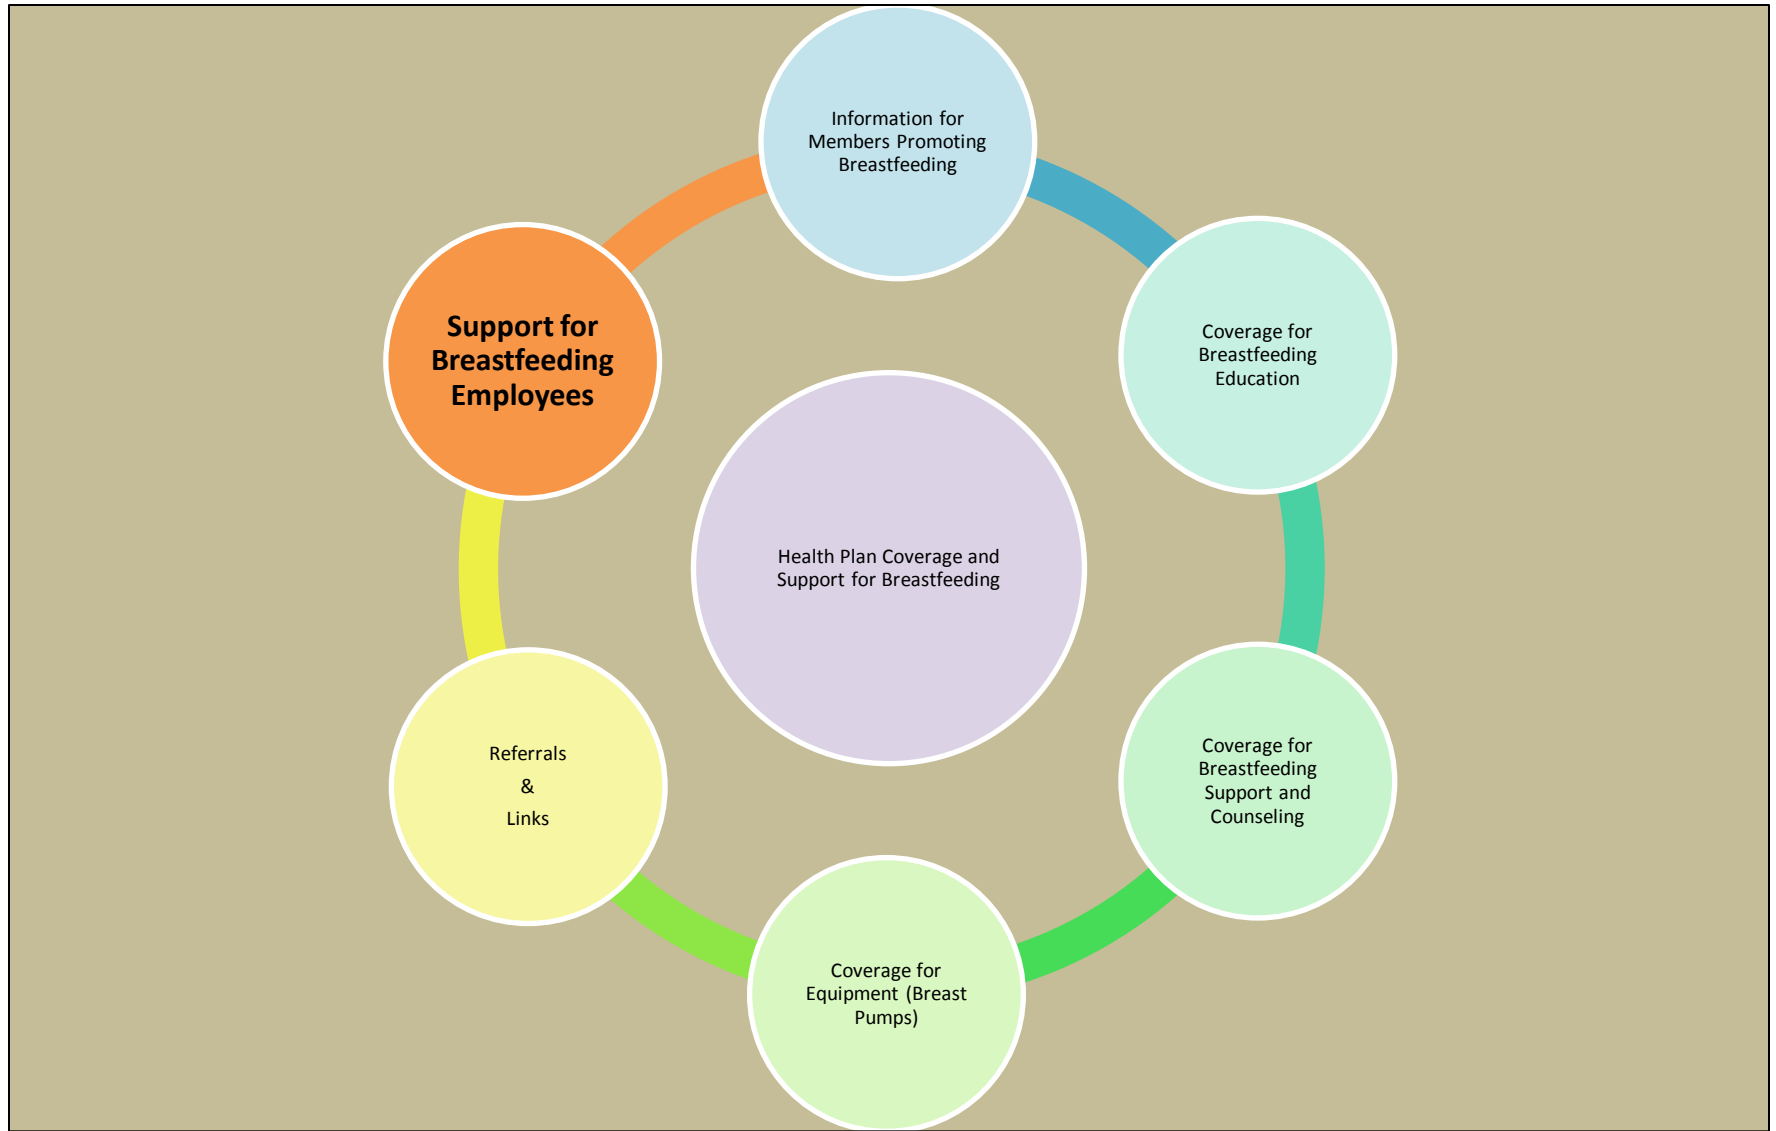 Information for
Members Promoting
Breastfeeding
Support for
Breastfeeding
Employees
Coverage for
Breastfeeding
Education
Health Plan Coverage and
Support for Breastfeeding
Referrals
&
Links
Coverage for
Breastfeeding
Support and
Counseling
Coverage for
Equipment (Breast
Pumps)